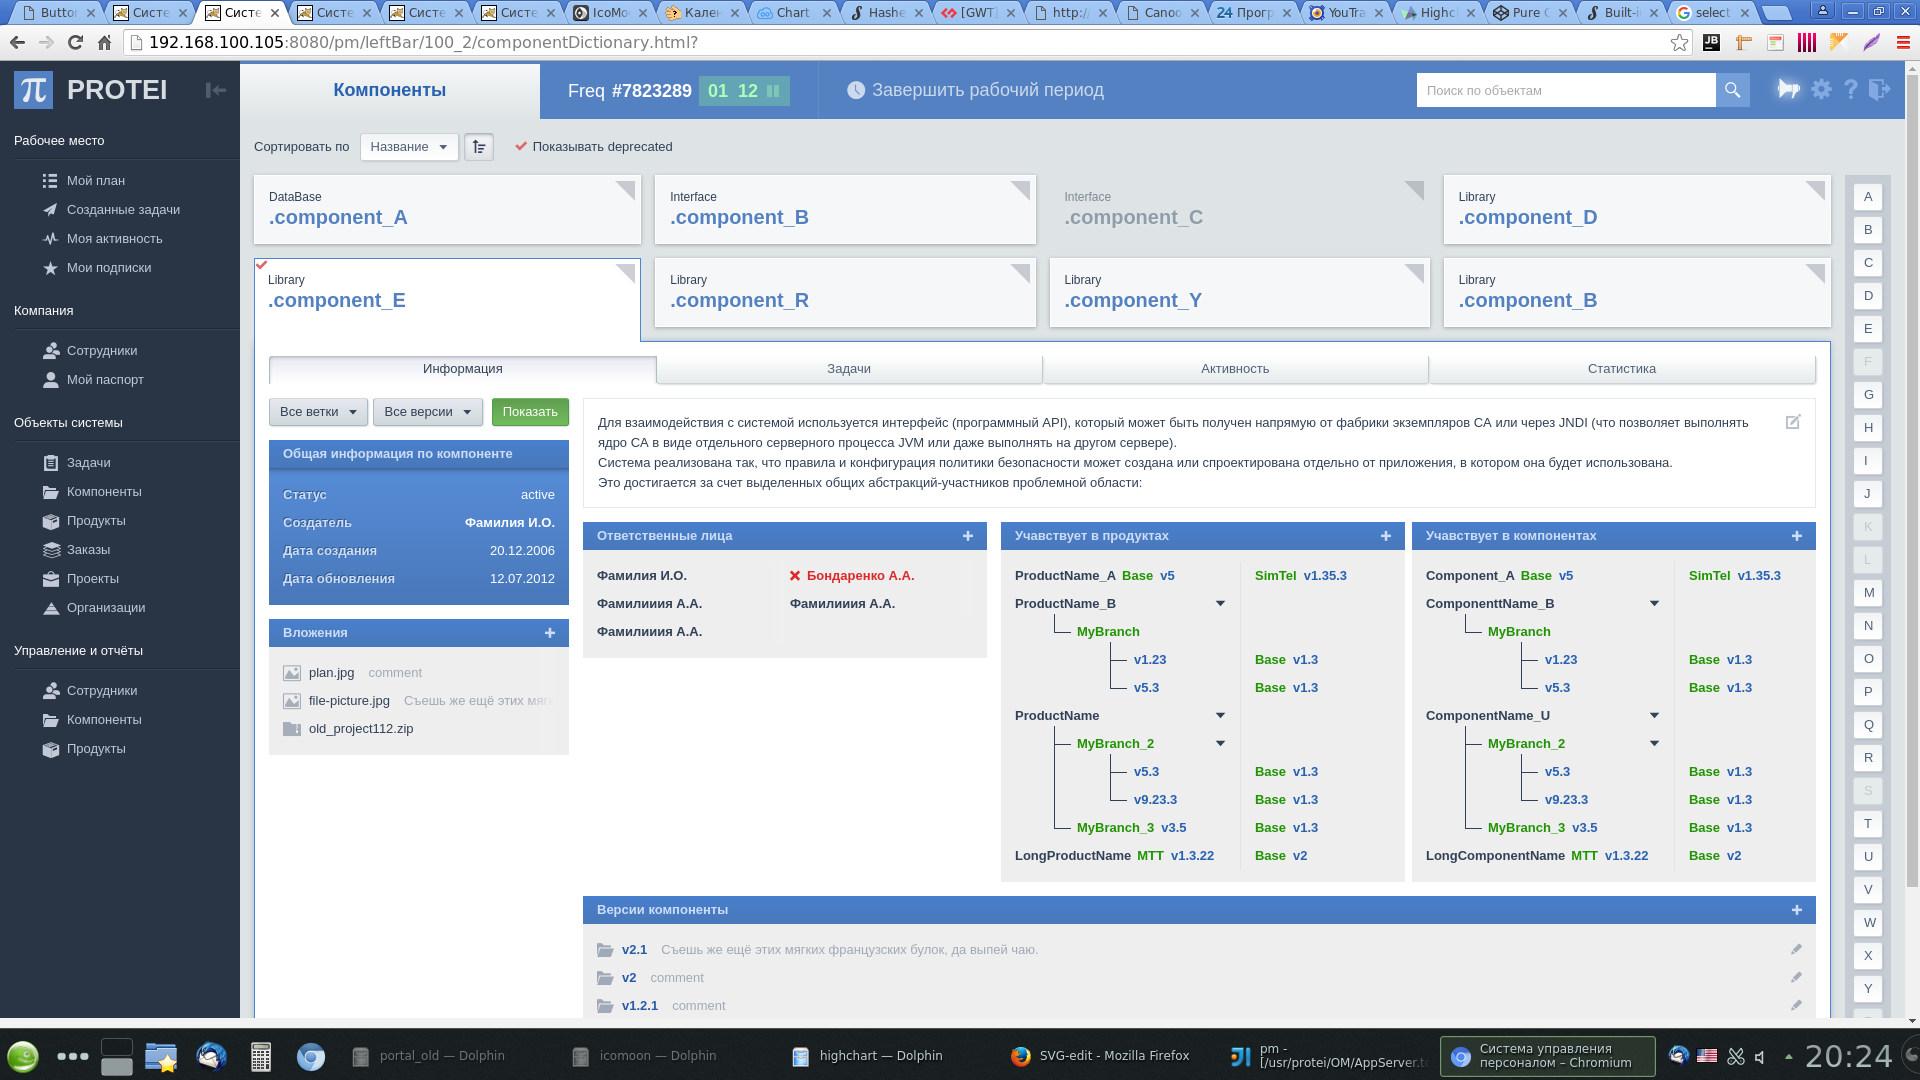 Button
Систе
Систе
Систе
Систе
Систе
IcoMo
Кален
Chart
Hashe
[GWT]
http:/
Canoo
24 Прогр
YouTra
Highc
Pure C
Built-i
select
192.168.100.105:8080/pm/leftBar/100_2/componentDictionary.html?
PROTEI
Компоненты
Freq #7823289 01 12
Завершить рабочий период
Поиск по объектам
Рабочее место
Мой план
Созданные задачи
Моя активность
Мои подписки
Компания
Сотрудники
Мой паспорт
Объекты системы
Задачи
Компоненты
Продукты
Заказы
Проекты
Организации
Управление и отчёты
Сотрудники
Компоненты
Продукты
Сортировать по Название Показывать deprecated
DataBase
.component_A
Interface
.component_B
Interface
.component_C
Library
.component_D
Library
.component_E
Library
.component_R
Library
.component_Y
Library
.component_B
Информация Задачи Активность Статистика
Все ветки Все версии Показать
Общая информация по компоненте
Статус active
Создатель Фамилия И.О.
Дата создания 20.12.2006
Дата обновления 12.07.2012
Вложения
plan.jpg comment
file-picture.jpg Съешь же ещё этих мяг
old_project112.zip
Для взаимодействия с системой используется интерфейс (программный API), который может быть получен напрямую от фабрики экземпляров СА или через JNDI (что позволяет выполнять
ядро СА в виде отдельного серверного процесса JVM или даже выполнять на другом сервере).
Система реализована так, что правила и конфигурация политики безопасности может создана или спроектирована отдельно от приложения, в котором она будет использована.
Это достигается за счет выделенных общих абстракций-участников проблемной области:
Ответственные лица
Фамилия И.О. Бондаренко А.А.
Фамилииия А.А. Фамилииия А.А.
Фамилииия А.А.
Учавствует в продуктах
ProductName_A Base v5 SimTel v1.35.3
ProductName_B
MyBranch
v1.23 Base v1.3
v5.3 Base v1.3
ProductName
MyBranch_2
v5.3 Base v1.3
v9.23.3 Base v1.3
MyBranch_3 v3.5 Base v1.3
LongProductName MTT v1.3.22 Base v2
Учавствует в компонентах
Component_A Base v5 SimTel v1.35.3
ComponenttName_B
MyBranch
v1.23 Base v1.3
v5.3 Base v1.3
ComponentName_U
MyBranch_2
v5.3 Base v1.3
v9.23.3 Base v1.3
MyBranch_3 v3.5 Base v1.3
LongComponentName MTT v1.3.22 Base v2
Версии компоненты
v2.1 Съешь же ещё этих мягких французских булок, да выпей чаю.
v2 comment
v1.2.1 comment
A
B
C
D
E
F
G
H
I
J
K
L
M
N
O
P
Q
R
S
T
U
V
W
X
Y
portal_old — Dolphin
icomoon — Dolphin
highchart — Dolphin
SVG-edit - Mozilla Firefox
pm -
[/usr/protei/OM/AppServer.to
Система управления
персоналом – Chromium
20:24